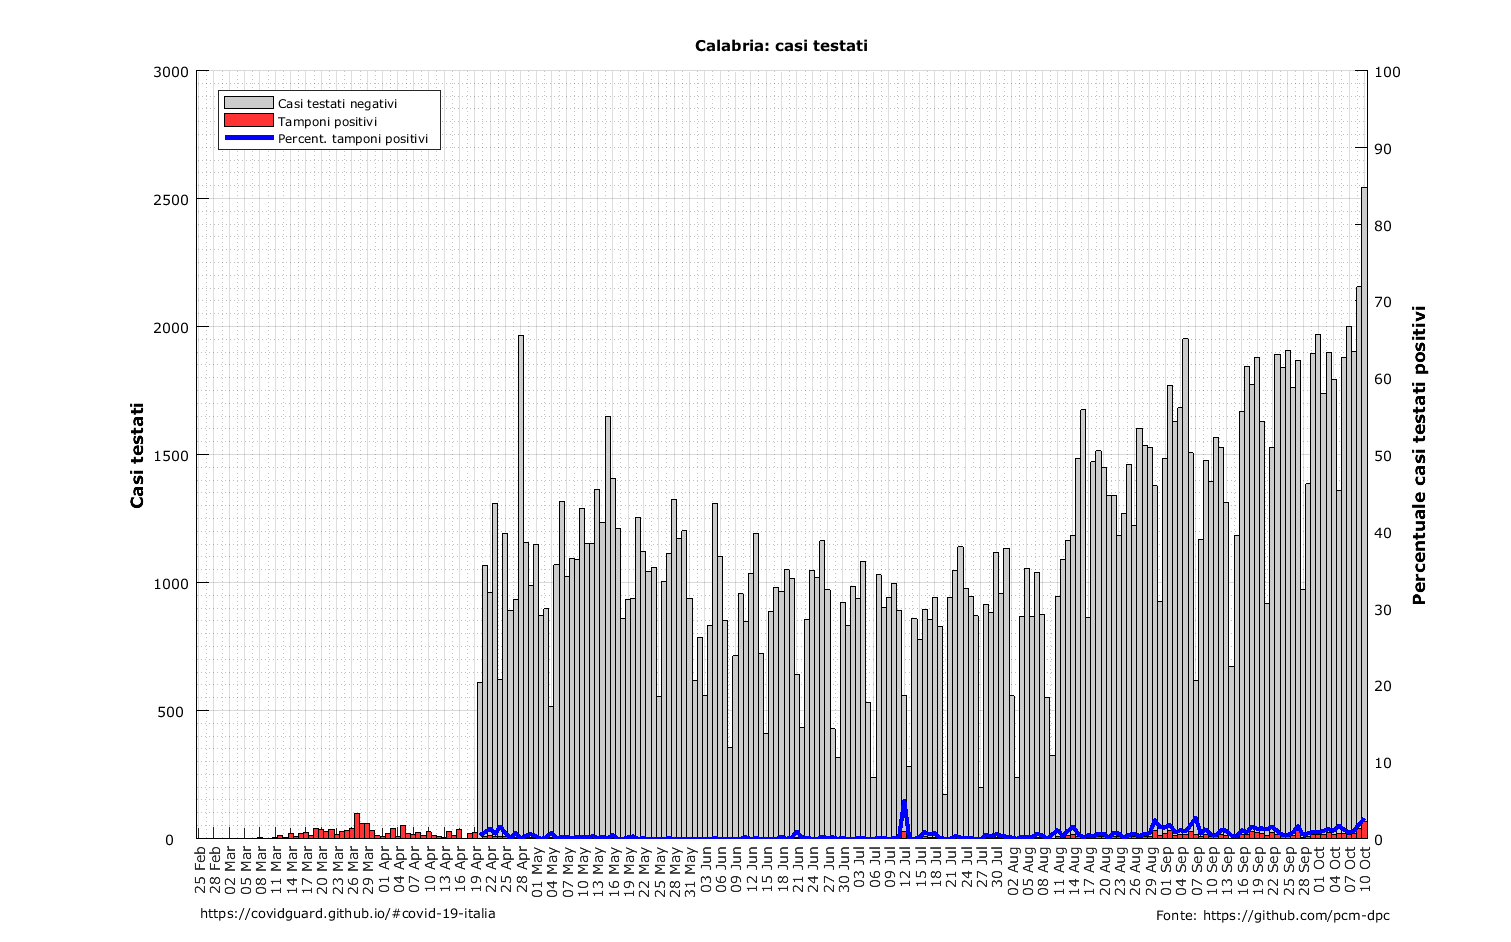 Calabria: casi testati
Casi testati negativi
Tamponi positivi
Percent. tamponi positivi
Casi testati
3000
2500
2000
1500
1000
500
0
100
90
80
70
60
50
40
30
20
10
0
Percentuale casi testati positivi
25 Feb
28 Feb
02 Mar
05 Mar
08 Mar
11 Mar
14 Mar
17 Mar
20 Mar
23 Mar
26 Mar
29 Mar
01 Apr
04 Apr
07 Apr
10 Apr
13 Apr
16 Apr
19 Apr
22 Apr
25 Apr
28 Apr
01 May
04 May
07 May
10 May
13 May
16 May
19 May
22 May
25 May
28 May
31 May
03 Jun
06 Jun
09 Jun
12 Jun
15 Jun
18 Jun
21 Jun
24 Jun
27 Jun
30 Jun
03 Jul
06 Jul
09 Jul
12 Jul
15 Jul
18 Jul
21 Jul
24 Jul
27 Jul
30 Jul
02 Aug
05 Aug
08 Aug
11 Aug
14 Aug
17 Aug
20 Aug
23 Aug
26 Aug
29 Aug
01 Sep
04 Sep
07 Sep
10 Sep
13 Sep
16 Sep
19 Sep
22 Sep
25 Sep
28 Sep
01 Oct
04 Oct
07 Oct
10 Oct
https://covidguard.github.io/#covid-19-italia
Fonte: https://github.com/pcm-dpc